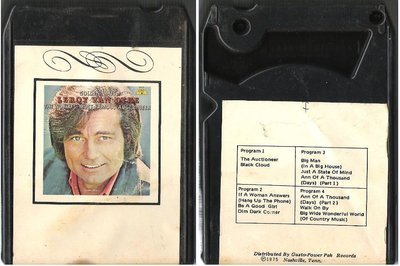 GOLDEN HITS
LEROY VAN DYKE
Program 1
The Auctioneer
Black Cloud
Program 2
If A Woman Answers
(Hang Up The Phone)
Be A Good Girl
Dim Dark Corner
Program 3
Big Man
(In A Big House)
Just A State Of Mind
Ann Of A Thousand
(Days) (Part 1)
Program 4
Ann Of A Thousand
(Days) (Part 2)
Walk On By
Big Wide Wonderful World
(Of Country Music)
Distributed By Gusto-Power Pak Records
©1975 Nashville, Tenn.